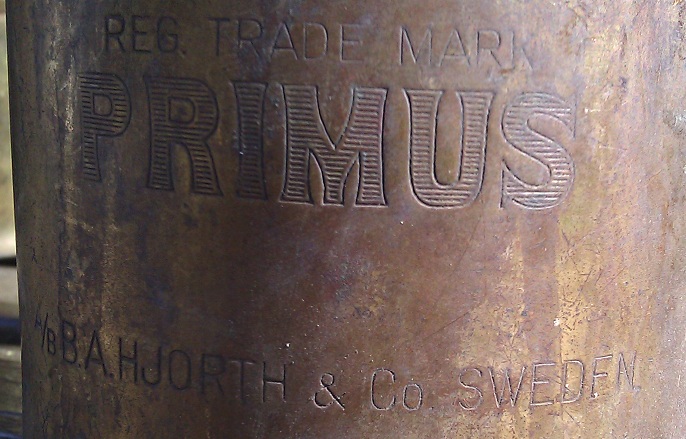 REG. TRADE MARK
PRIMUS
A/B B.A. HJORTH & Co. SWEDEN.